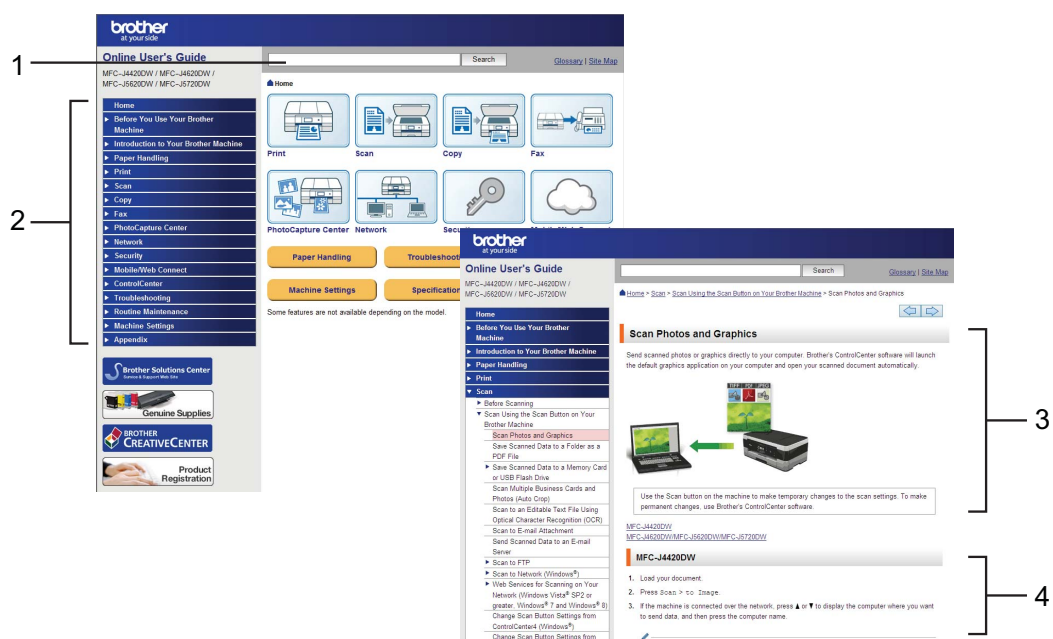 1
2
3
4
brother
at your side
Online User's Guide
MFC-J4420DW / MFC-J4620DW /
MFC-J5620DW / MFC-J5720DW
Search
Glossary | Site Map
Home
Before You Use Your Brother
Machine
Introduction to Your Brother Machine
Paper Handling
Print
Scan
Copy
Fax
PhotoCapture Center
Network
Security
Mobile/Web Connect
ControlCenter
Troubleshooting
Routine Maintenance
Machine Settings
Appendix
Brother Solutions Center
Service & Support Web Site
Genuine Supplies
BROTHER
CREATIVECENTER
Product
Registration
Home
Print
Scan
Copy
Fax
PhotoCapture Center
Network
Paper Handling
Machine Settings
Some features are not available depending on the model.
brother
at your side
Online User's Guide
MFC-J4420DW / MFC-J4620DW /
MFC-J5620DW / MFC-J5720DW
Search
Glossary | Site Map
Home
Before You Use Your Brother
Machine
Introduction to Your Brother Machine
Paper Handling
Print
Scan
Before Scanning
Scan Using the Scan Button on Your
Brother Machine
Scan Photos and Graphics
Save Scanned Data to a Folder as a
PDF File
Save Scanned Data to a Memory Card
or USB Flash Drive
Scan Multiple Business Cards and
Photos (Auto Crop)
Scan to an Editable Text File Using
Optical Character Recognition (OCR)
Scan to E-mail Attachment
Send Scanned Data to an E-mail
Server
Scan to FTP
Scan to Network (Windows®)
Web Services for Scanning on Your
Network (Windows Vista® SP2 or
greater, Windows® 7 and Windows® 8)
Change Scan Button Settings from
ControlCenter4 (Windows®)
Change Scan Button Settings from
Home > Scan > Scan Using the Scan Button on Your Brother Machine > Scan Photos and Graphics
Scan Photos and Graphics
Send scanned photos or graphics directly to your computer. Brother's ControlCenter software will launch
the default graphics application on your computer and open your scanned document automatically.
TIFF PDF JPEG
Use the Scan button on the machine to make temporary changes to the scan settings. To make
permanent changes, use Brother's ControlCenter software.
MFC-J4420DW
MFC-J4620DW/MFC-J5620DW/MFC-J5720DW
MFC-J4420DW
1. Load your document.
2. Press Scan > to Image.
3. If the machine is connected over the network, press ▲ or ▼ to display the computer where you want
to send data, and then press the computer name.